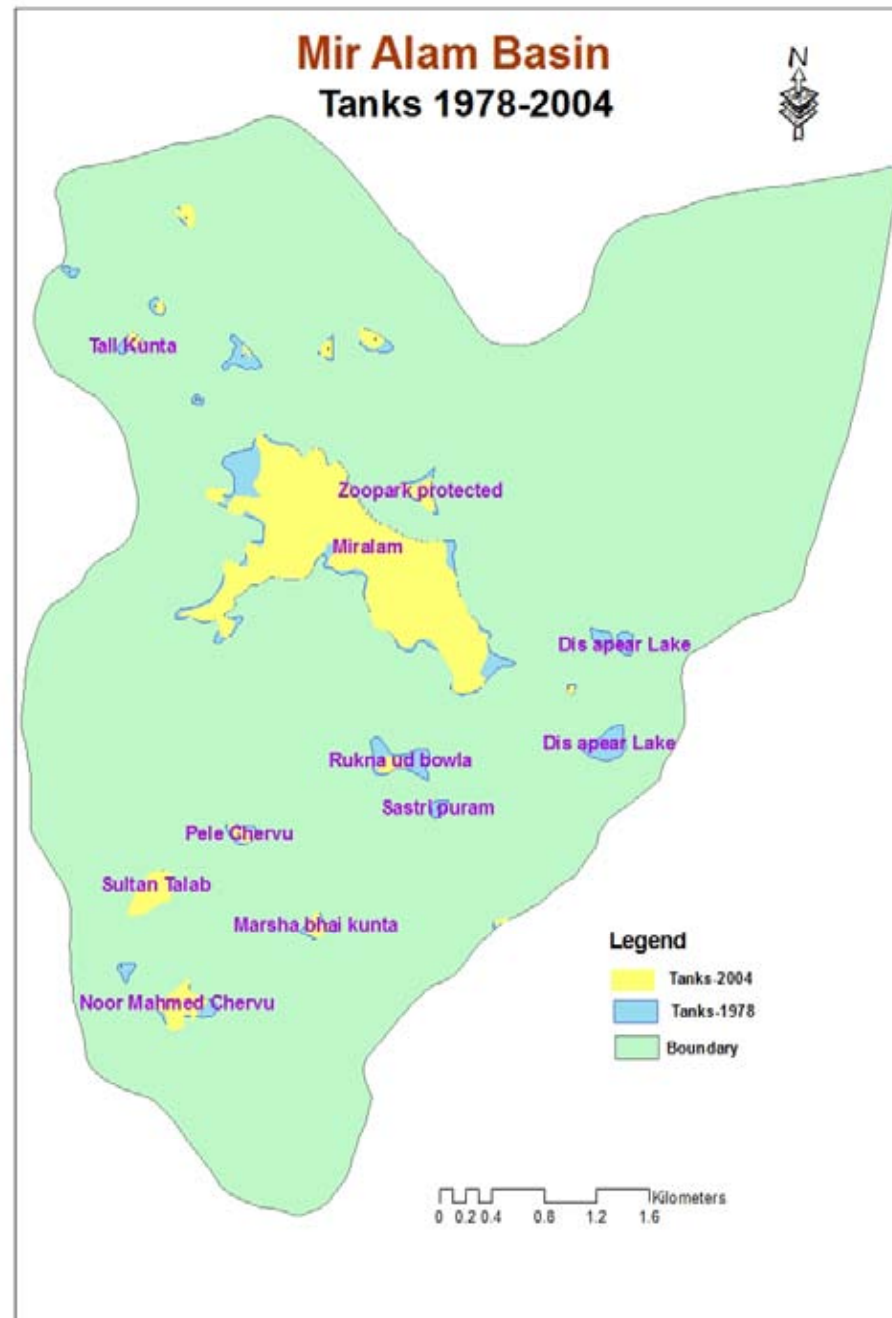 Mir Alam Basin
Tanks 1978-2004
N
Tall Kunta
Zoopark protected
Miralam
Dis apear Lake
Dis apear Lake
Rukna ud bowla
Sastri puram
Pele Chervu
Sultan Talab
Marsha bhai kunta
Noor Mahmed Chervu
Legend
Tanks-2004
Tanks-1978
Boundary
Kilometers
0 0.2 0.4 0.8 1.2 1.6